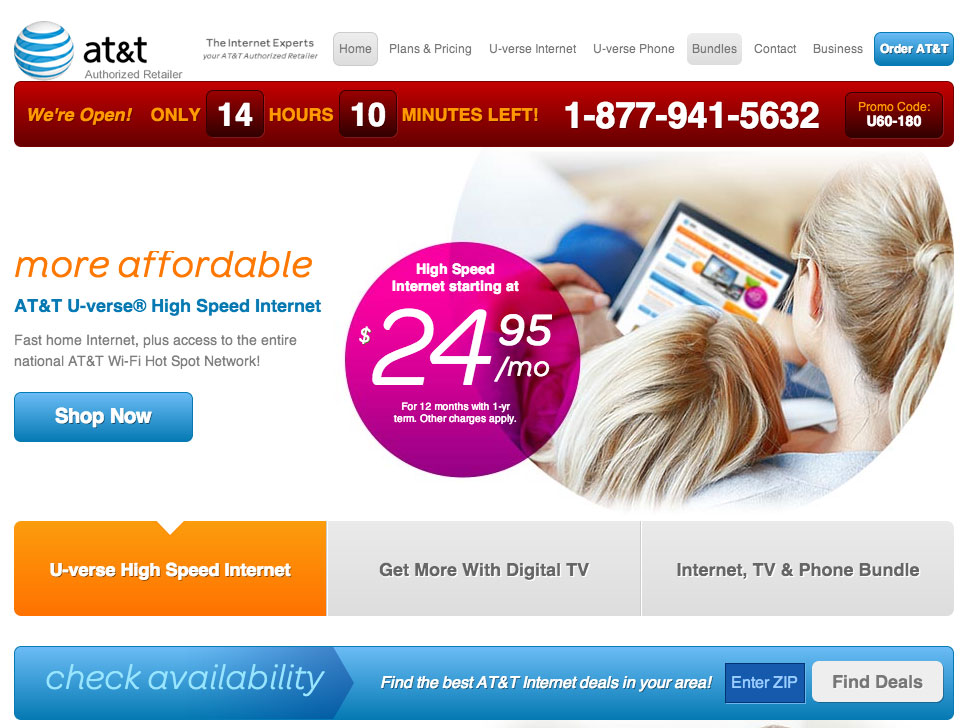 at&t
Authorized Retailer
The Internet Experts
your AT&T Authorized Retailer
Home Plans & Pricing U-verse Internet U-verse Phone Bundles Contact Business Order AT&T
We're Open! ONLY 14 HOURS 10 MINUTES LEFT! 1-877-941-5632
Promo Code:
U60-180
more affordable
AT&T U-verse® High Speed Internet
Fast home Internet, plus access to the entire
national AT&T Wi-Fi Hot Spot Network!
Shop Now
High Speed
Internet starting at
$24.95/mo
For 12 months with 1-yr
term. Other charges apply.
U-verse High Speed Internet Get More With Digital TV Internet, TV & Phone Bundle
check availability Find the best AT&T Internet deals in your area! Enter ZIP Find Deals